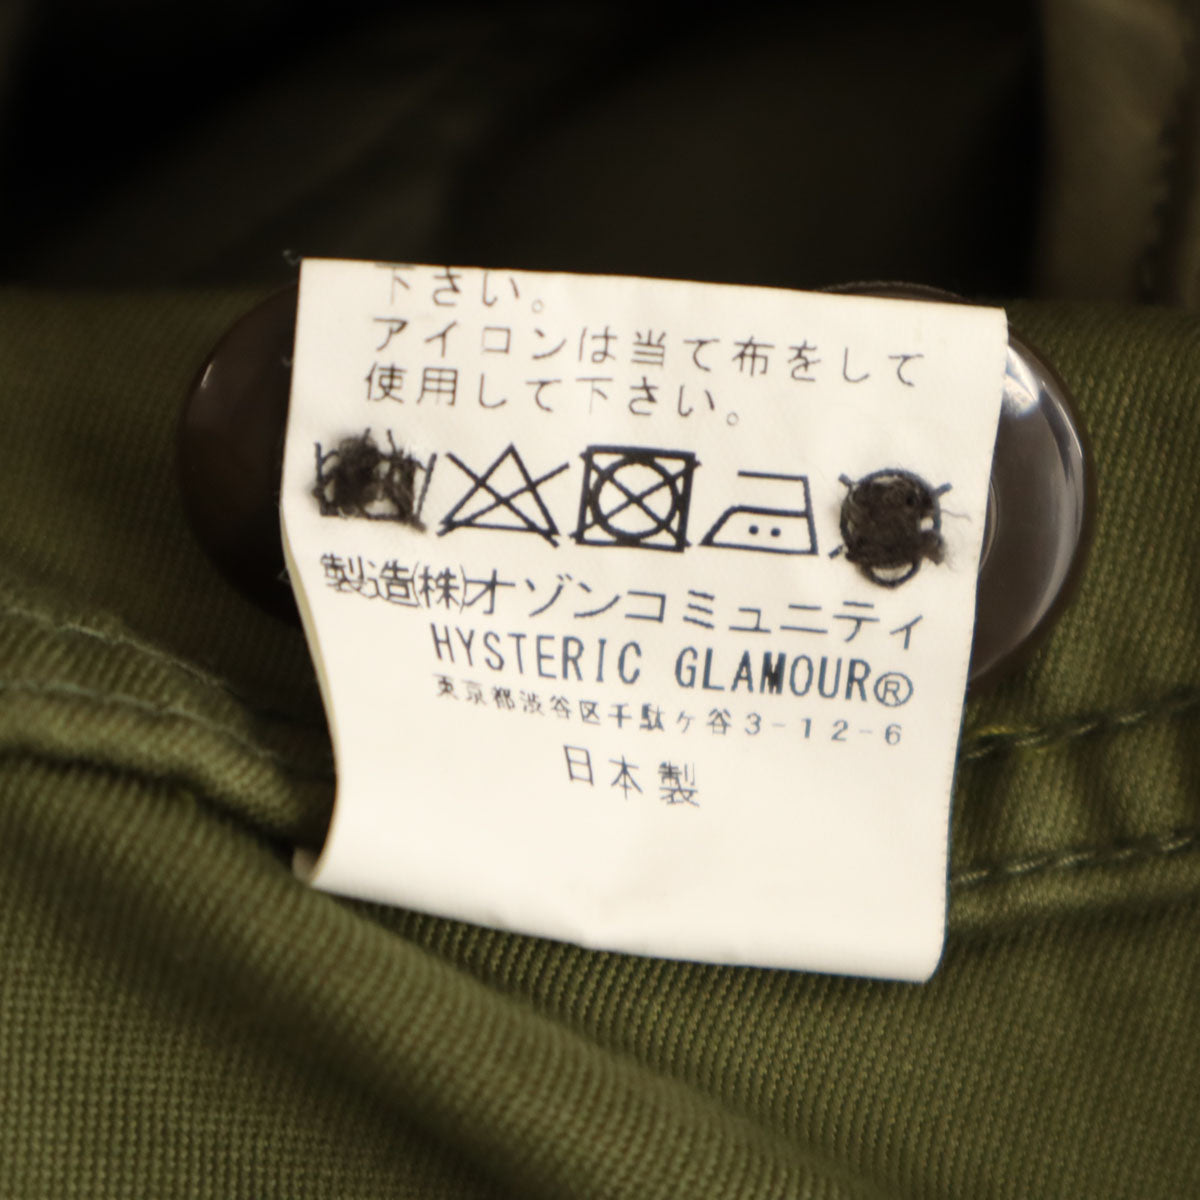 下さい。
アイロンは当て布をして
使用して下さい。
製造㈱オゾンコミュニティ
HYSTERIC GLAMOUR®
東京都渋谷区千駄ヶ谷3-12-6
日本製